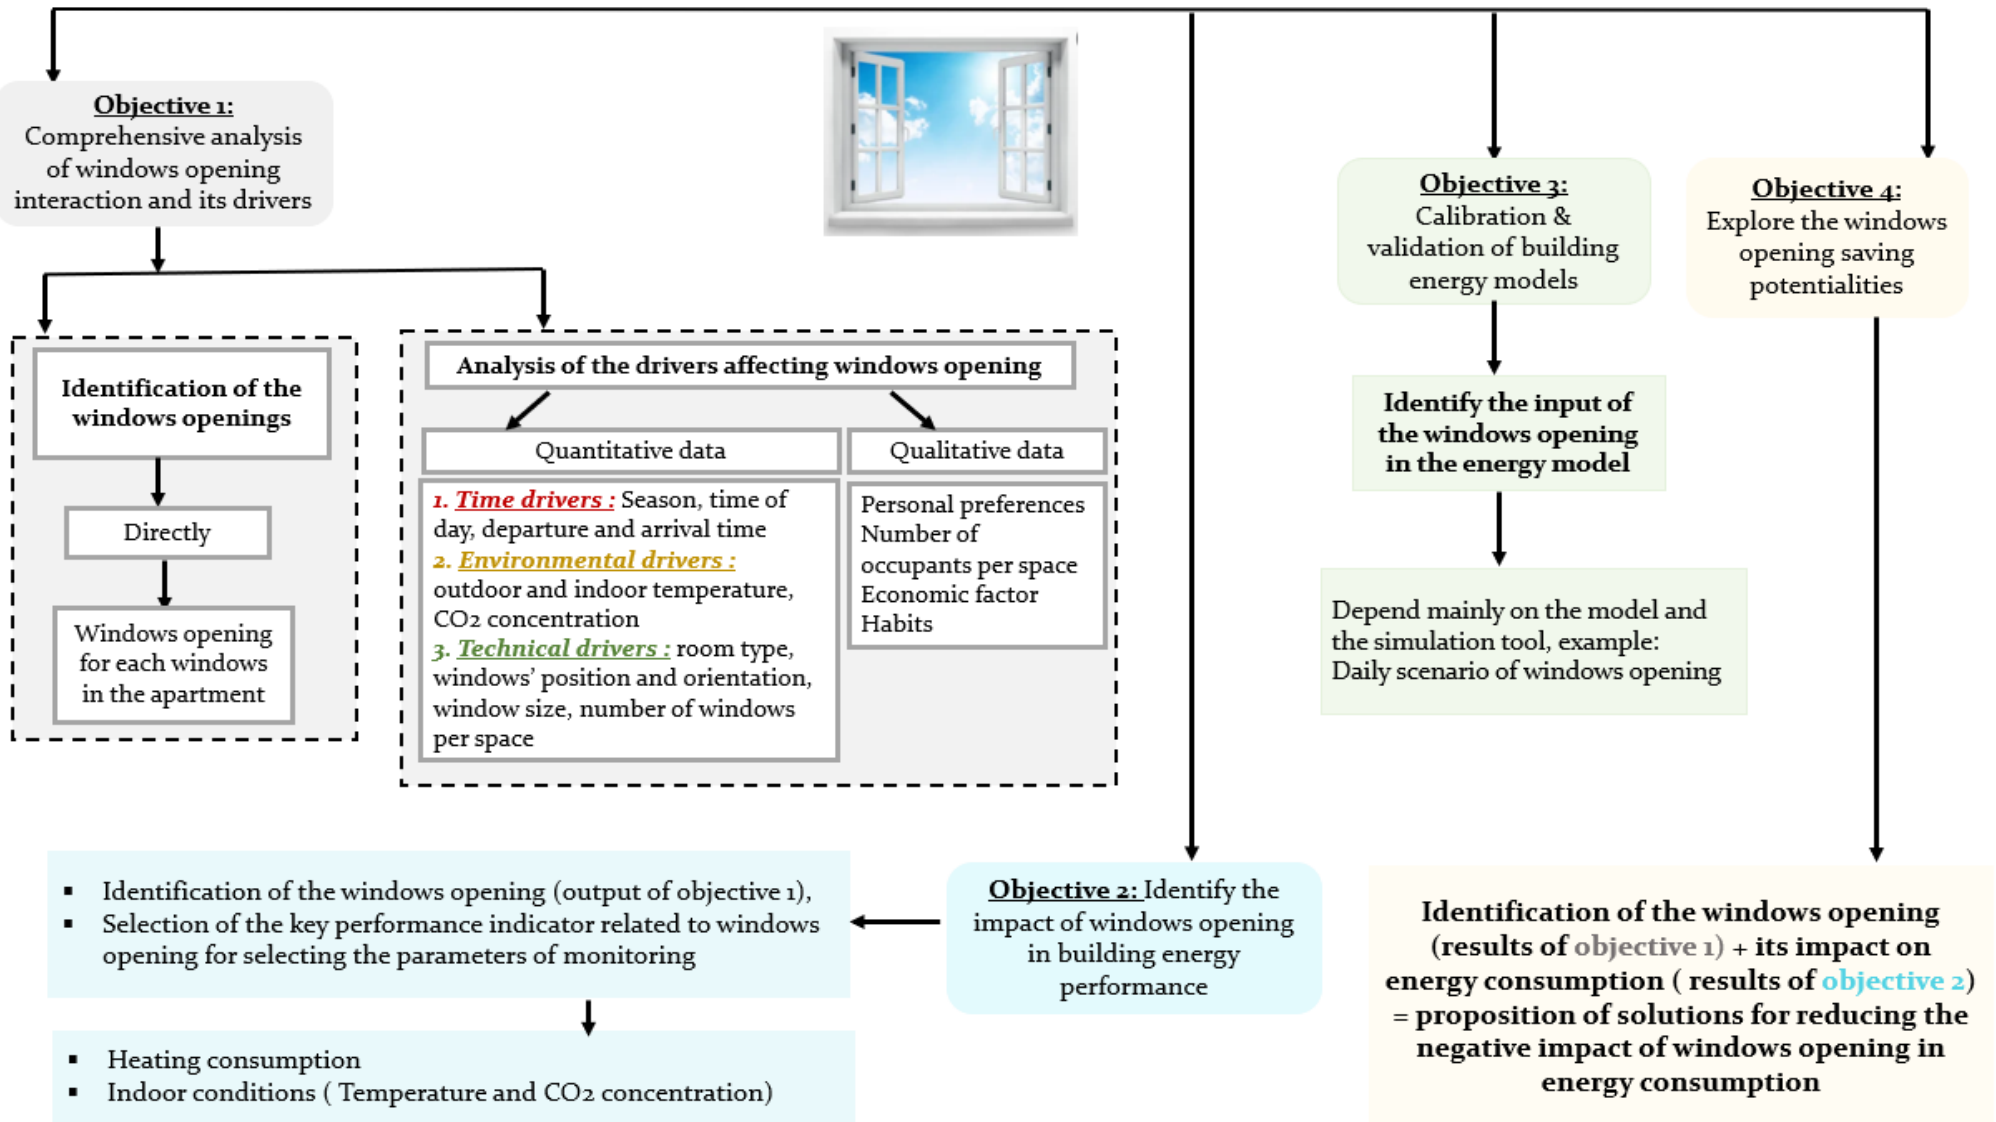 Objective 1:
Comprehensive analysis
of windows opening
interaction and its drivers
Identification of the
windows openings
Directly
Windows opening
for each windows
in the apartment
Analysis of the drivers affecting windows opening
Quantitative data
1. Time drivers : Season, time of
day, departure and arrival time
2. Environmental drivers :
outdoor and indoor temperature,
CO2 concentration
3. Technical drivers : room type,
windows’ position and orientation,
window size, number of windows
per space
Qualitative data
Personal preferences
Number of
occupants per space
Economic factor
Habits
Objective 2: Identify the
impact of windows opening
in building energy
performance
▪ Identification of the windows opening (output of objective 1),
▪ Selection of the key performance indicator related to windows
opening for selecting the parameters of monitoring
▪ Heating consumption
▪ Indoor conditions ( Temperature and CO2 concentration)
Objective 3:
Calibration &
validation of building
energy models
Identify the input of
the windows opening
in the energy model
Depend mainly on the model and
the simulation tool, example:
Daily scenario of windows opening
Objective 4:
Explore the windows
opening saving
potentialities
Identification of the windows opening
(results of objective 1) + its impact on
energy consumption ( results of objective 2)
= proposition of solutions for reducing the
negative impact of windows opening in
energy consumption